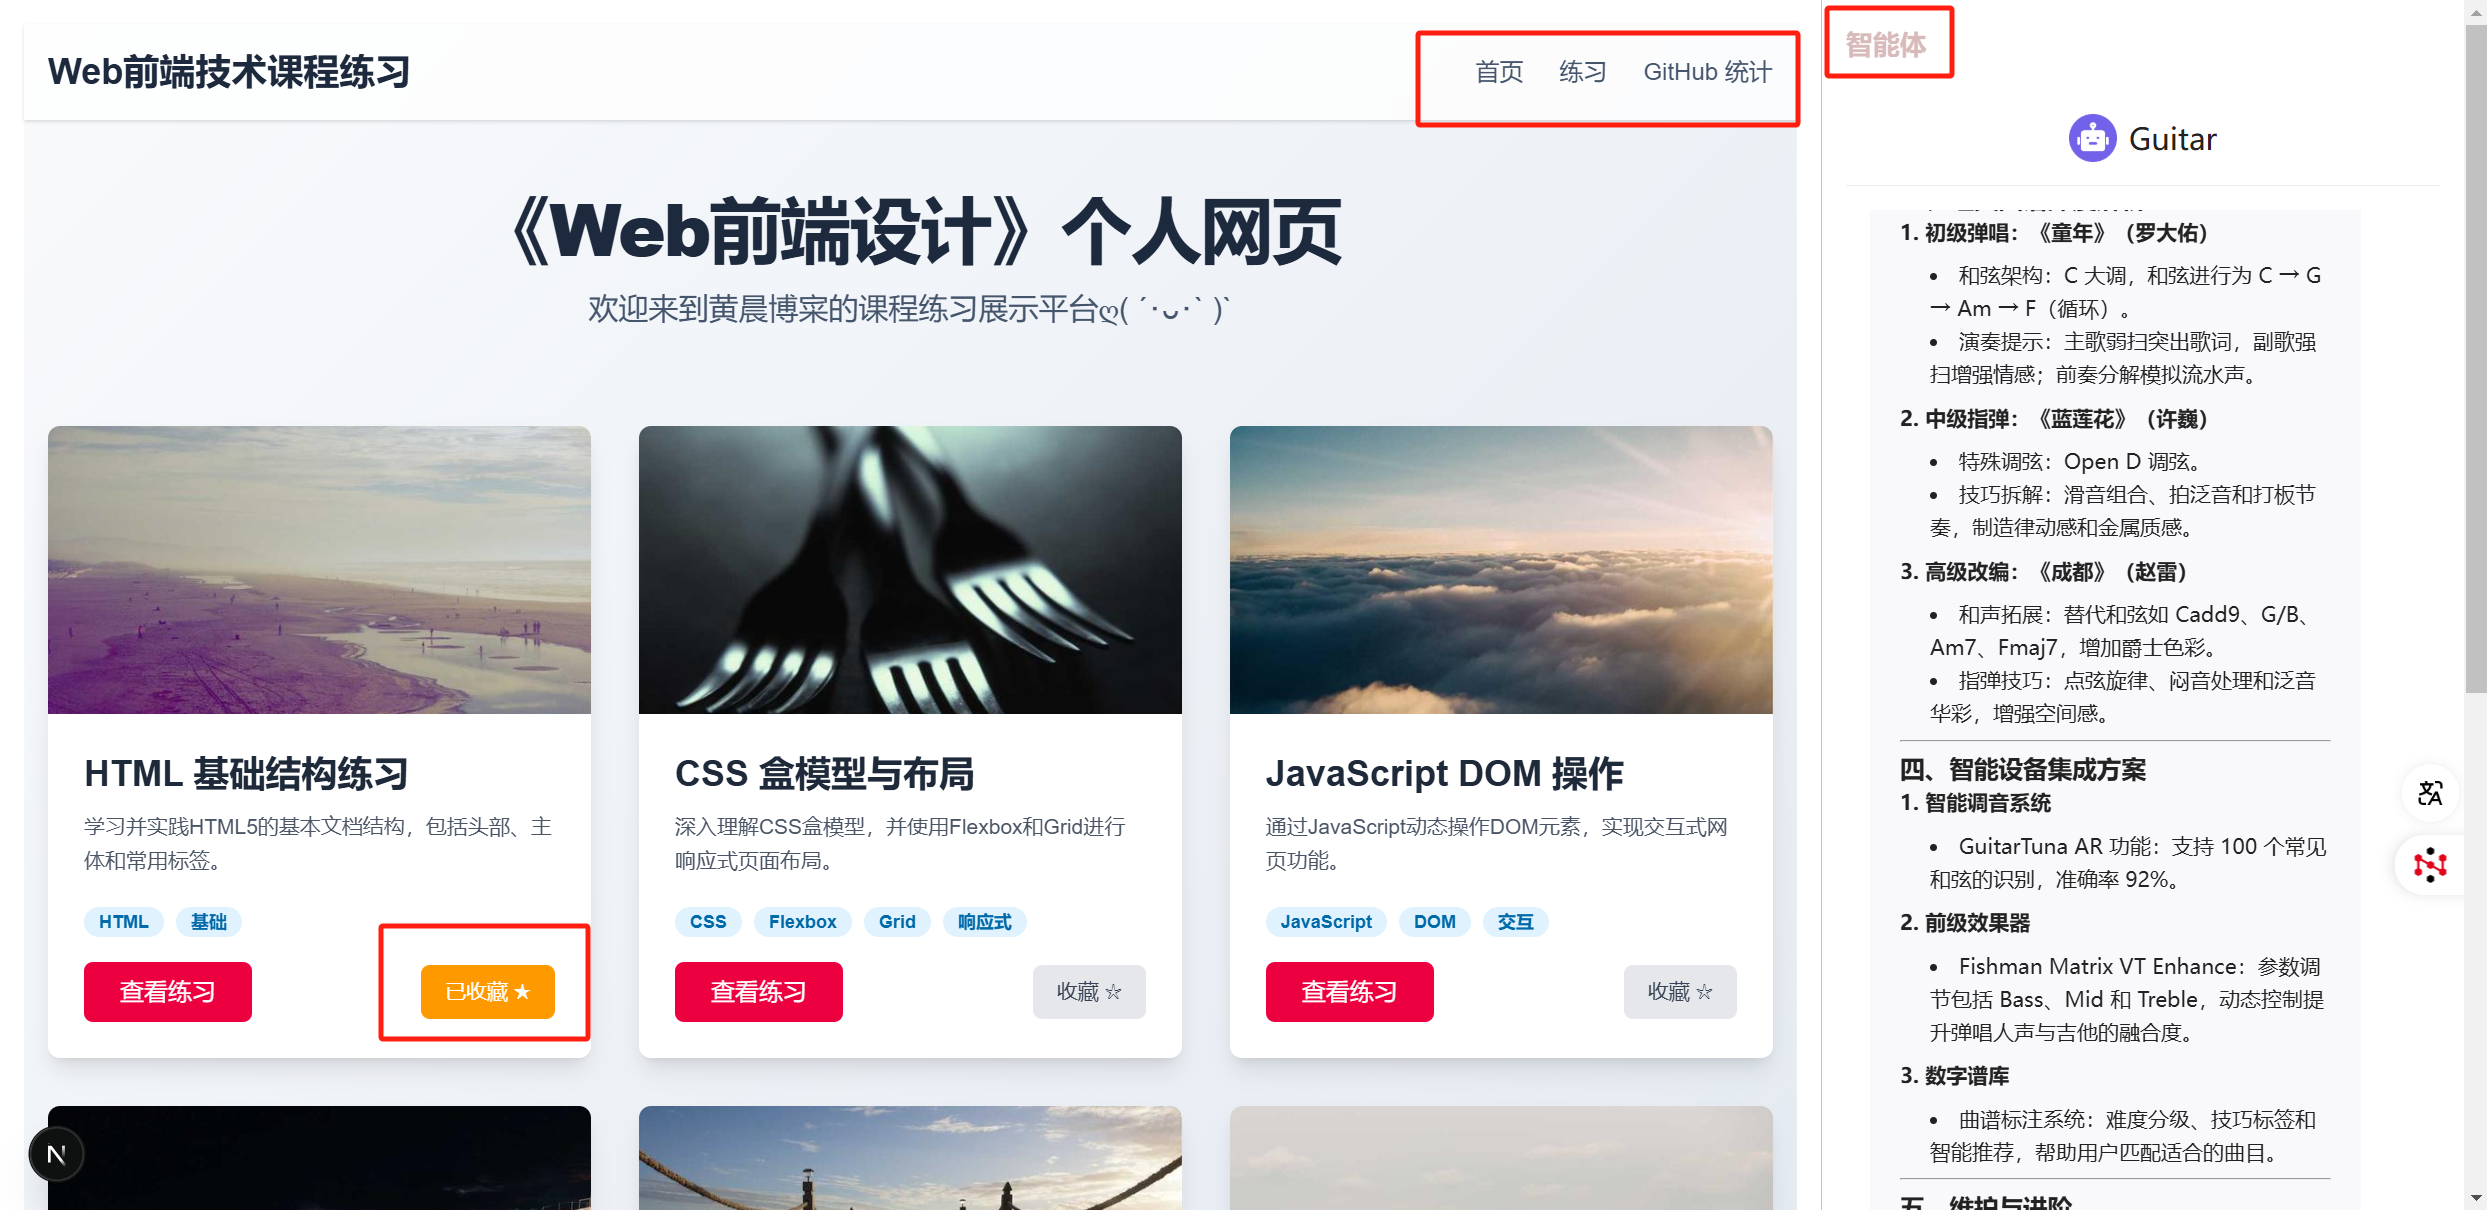 Web前端技术课程练习
首页
练习
GitHub 统计
《Web前端设计》个人网页
欢迎来到黄晨博寀的课程练习展示平台ღ( ´･ᴗ･` )`
HTML 基础结构练习
学习并实践HTML5的基本文档结构，包括头部、主
体和常用标签。
HTML
基础
查看练习
已收藏 ★
CSS 盒模型与布局
深入理解CSS盒模型，并使用Flexbox和Grid进行
响应式页面布局。
CSS
Flexbox
Grid
响应式
查看练习
收藏 ☆
JavaScript DOM 操作
通过JavaScript动态操作DOM元素，实现交互式网
页功能。
JavaScript
DOM
交互
查看练习
收藏 ☆
N
智能体
Guitar
1. 初级弹唱：《童年》（罗大佑）
• 和弦架构：C 大调，和弦进行为 C → G
→ Am → F（循环）。
• 演奏提示：主歌弱扫突出歌词，副歌强
扫增强情感；前奏分解模拟流水声。
2. 中级指弹：《蓝莲花》（许巍）
• 特殊调弦：Open D 调弦。
• 技巧拆解：滑音组合、拍泛音和打板节
奏，制造律动感和金属质感。
3. 高级改编：《成都》（赵雷）
• 和声拓展：替代和弦如 Cadd9、G/B、
Am7、Fmaj7，增加爵士色彩。
• 指弹技巧：点弦旋律、闷音处理和泛音
华彩，增强空间感。
四、智能设备集成方案
1. 智能调音系统
• GuitarTuna AR 功能：支持 100 个常见
和弦的识别，准确率 92%。
2. 前级效果器
• Fishman Matrix VT Enhance：参数调
节包括 Bass、Mid 和 Treble，动态控制提
升弹唱人声与吉他的融合度。
3. 数字谱库
• 曲谱标注系统：难度分级、技巧标签和
智能推荐，帮助用户匹配适合的曲目。
五、维护与进阶